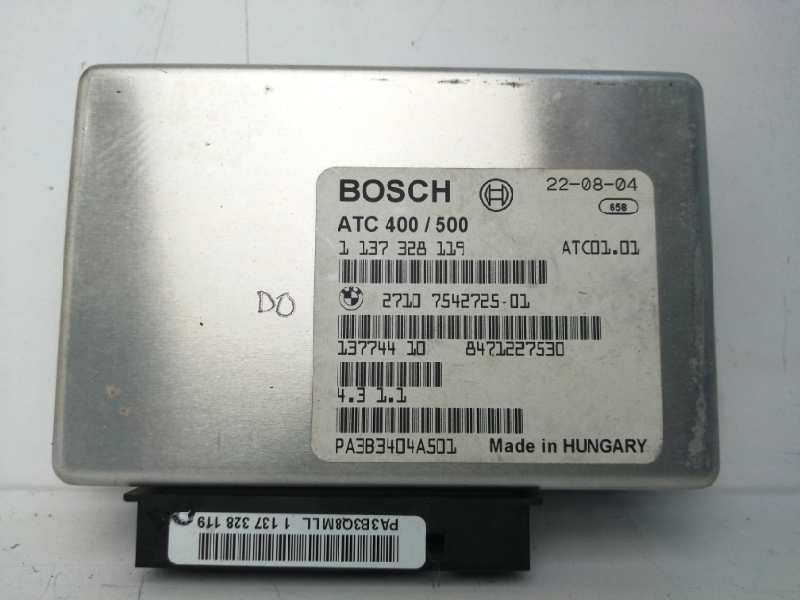 BOSCH
22-08-04
658
ATC 400 / 500
1 137 328 119
ATC01.01
2710 7542725-01
137744 10 8471227530
4.3 1.1
PA3B3404A501
Made in HUNGARY
DO
PA3B3Q8MLL 1 137 328 119